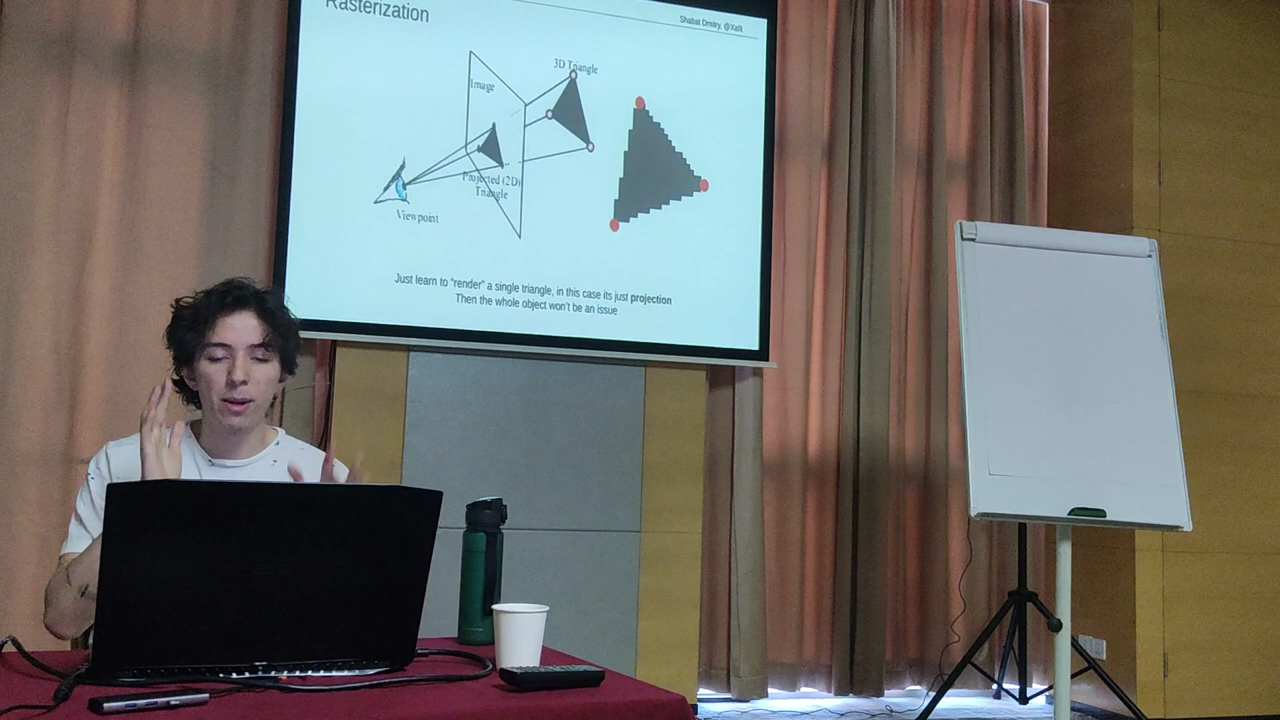 Rasterization
Shabat Dmitry, @Xallt
3D Triangle
Image
Projected (2D)
Triangle
Viewpoint
Just learn to “render” a single triangle, in this case its just projection
Then the whole object won't be an issue